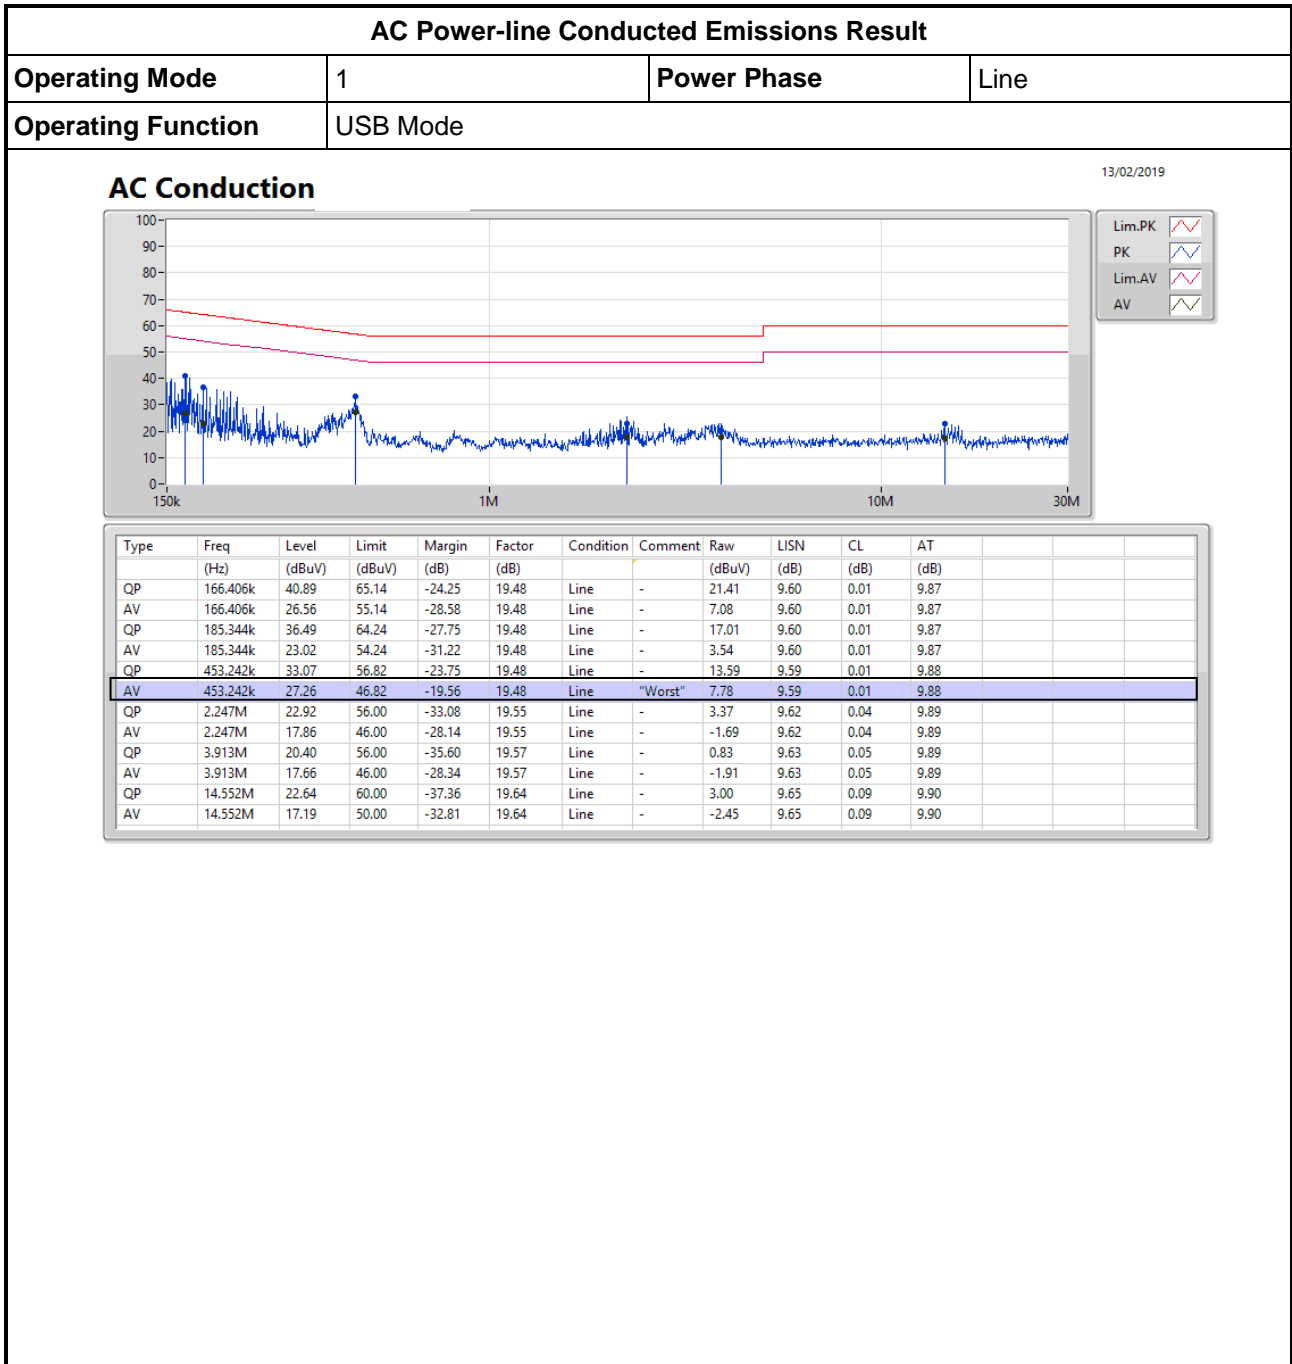 AC Power-line Conducted Emissions Result
Operating Mode 1 Power Phase Line
Operating Function USB Mode
13/02/2019
AC Conduction
100
90
80
70
60
50
40
30
20
10
0
150k 1M 10M 30M
Lim.PK
PK
Lim.AV
AV
Type Freq Level Limit Margin Factor Condition Comment Raw LISN CL AT
(Hz) (dBuV) (dBuV) (dB) (dB) (dBuV) (dB) (dB) (dB)
QP 166.406k 40.89 65.14 -24.25 19.48 Line - 21.41 9.60 0.01 9.87
AV 166.406k 26.56 55.14 -28.58 19.48 Line - 7.08 9.60 0.01 9.87
QP 185.344k 36.49 64.24 -27.75 19.48 Line - 17.01 9.60 0.01 9.87
AV 185.344k 23.02 54.24 -31.22 19.48 Line - 3.54 9.60 0.01 9.87
QP 453.242k 33.07 56.82 -23.75 19.48 Line - 13.59 9.59 0.01 9.88
AV 453.242k 27.26 46.82 -19.56 19.48 Line "Worst" 7.78 9.59 0.01 9.88
QP 2.247M 22.92 56.00 -33.08 19.55 Line - 3.37 9.62 0.04 9.89
AV 2.247M 17.86 46.00 -28.14 19.55 Line - -1.69 9.62 0.04 9.89
QP 3.913M 20.40 56.00 -35.60 19.57 Line - 0.83 9.63 0.05 9.89
AV 3.913M 17.66 46.00 -28.34 19.57 Line - -1.91 9.63 0.05 9.89
QP 14.552M 22.64 60.00 -37.36 19.64 Line - 3.00 9.65 0.09 9.90
AV 14.552M 17.19 50.00 -32.81 19.64 Line - -2.45 9.65 0.09 9.90